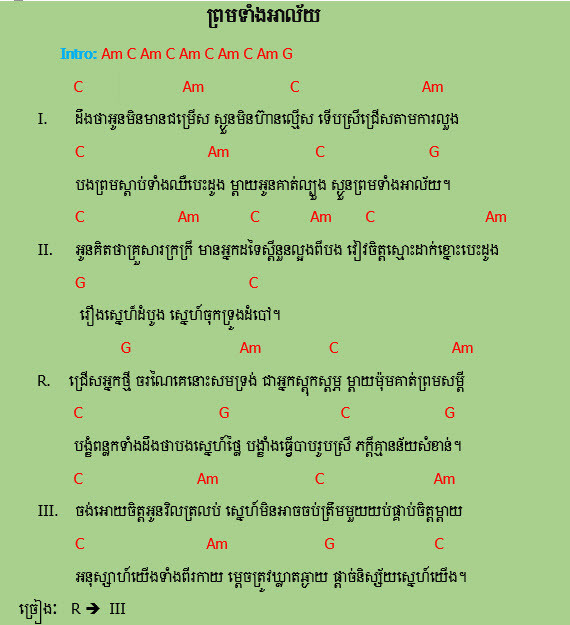 ព្រមទាំងអាល័យ
Intro: Am C Am C Am C Am C Am G
C Am C Am
I. ដឹងថាអូនមិនមានជម្រើស ស្ងួនមិនហ៊ានល្មើស ទើបស្រីជ្រើសតាមការលួង
C Am C G
បងព្រមស្ដាប់ទាំងឈឺបេះដូង ម្ដាយអូនគាត់ល្បួង ស្ងួនព្រមទាំងអាល័យ។
C Am C Am C Am
II. អូនគិតថាគ្រួសារក្រក្រី មានអ្នកដទៃស្ដីនួនល្អងពីបង វៀវចិត្តស្មោះដាក់ខ្នោះបេះដូង
G C
រឿងស្នេហ៍ដំបូង ស្នេហ៍ចុកទ្រូងដំបៅ។
G Am C Am
R. ជ្រើសអ្នកថ្មី ចរណៃគេនោះសមទ្រង់ ជាអ្នកស្ដុកស្ដម្ភ ម្ដាយម៉ុមគាត់ព្រមសម្ដី
C G C G
បង្ខំពន្លកទាំងដឹងថាបងស្នេហ៍ផ្លៃ បង្ខាំងធ្វើបាបរូបស្រី ភក្ដីគ្មានន័យសំខាន់។
C Am C Am
III. ចង់អោយចិត្តអូនវិលត្រលប់ ស្នេហ៍មិនអាចចប់ត្រឹមមួយយប់ផ្គាប់ចិត្តម្ដាយ
C Am G C
អនុស្សាហ៍យើងទាំងពីរកាយ ម្ដេចត្រូវឃ្លាតឆ្ងាយ ផ្ដាច់និស្ស័យស្នេហ៍យើង។
ច្រៀង: R ➔ III